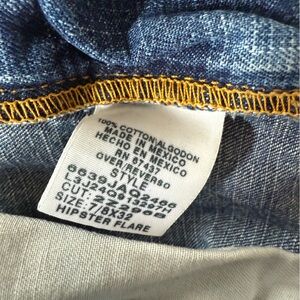 100% COTTON/ALGODON
MADE IN MEXICO
HECHO EN MEXICO
RN 67437
OVER/REVERSO
STYLE
CUT:
SIZE: 7/8X32
HIPSTER FLARE